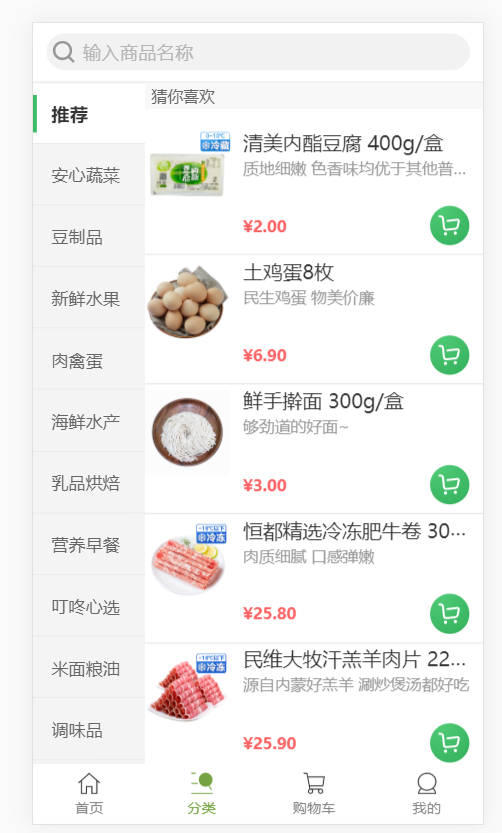 输入商品名称
推荐
安心蔬菜
豆制品
新鲜水果
肉禽蛋
海鲜水产
乳品烘焙
营养早餐
叮咚心选
米面粮油
调味品
猜你喜欢
0~10℃
冷藏
清美内酯豆腐 400g/盒
质地细嫩 色香味均优于其他普...
¥2.00
土鸡蛋8枚
民生鸡蛋 物美价廉
¥6.90
鲜手擀面 300g/盒
够劲道的好面~
¥3.00
-18℃以下
冷冻
恒都精选冷冻肥牛卷 30...
肉质细腻 口感弹嫩
¥25.80
-18℃以下
冷冻
民维大牧汗羔羊肉片 22...
源自内蒙好羔羊 涮炒煲汤都好吃
¥25.90
首页
分类
购物车
我的